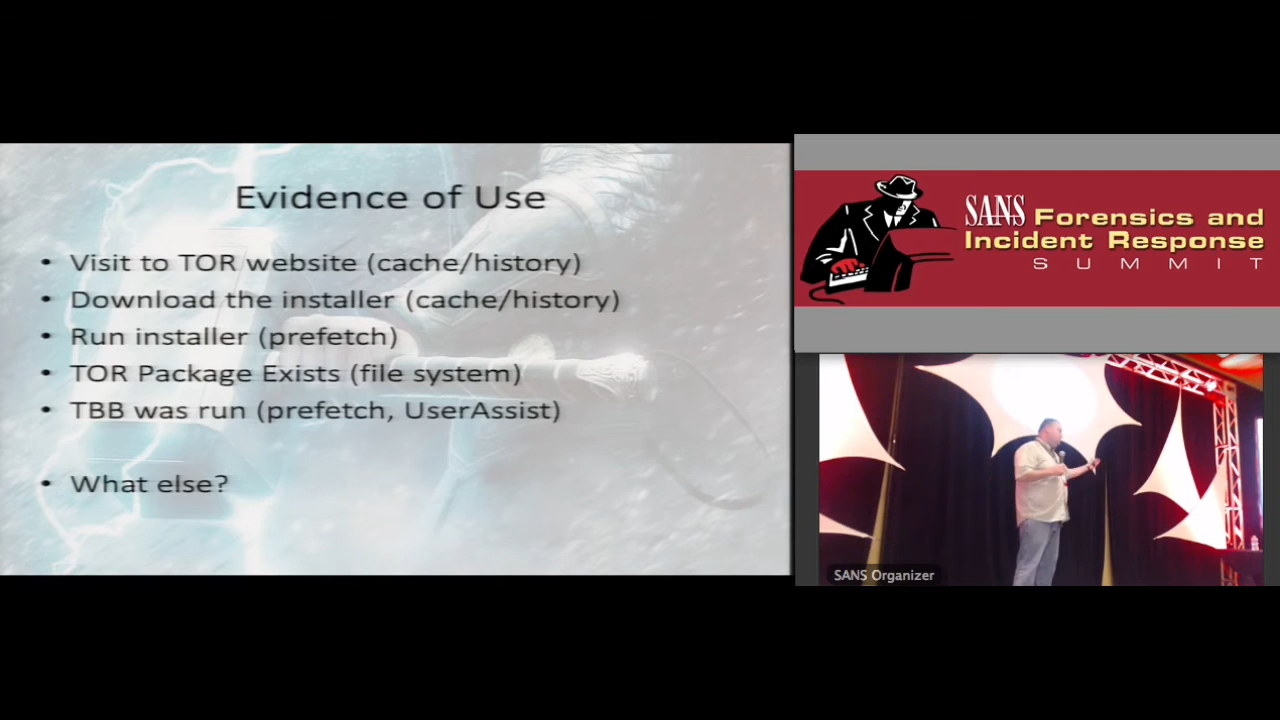 Evidence of Use
• Visit to TOR website (cache/history)
• Download the installer (cache/history)
• Run installer (prefetch)
• TOR Package Exists (file system)
• TBB was run (prefetch, UserAssist)
• What else?
SANS Forensics and
Incident Response
SUMMIT
SANS Organizer